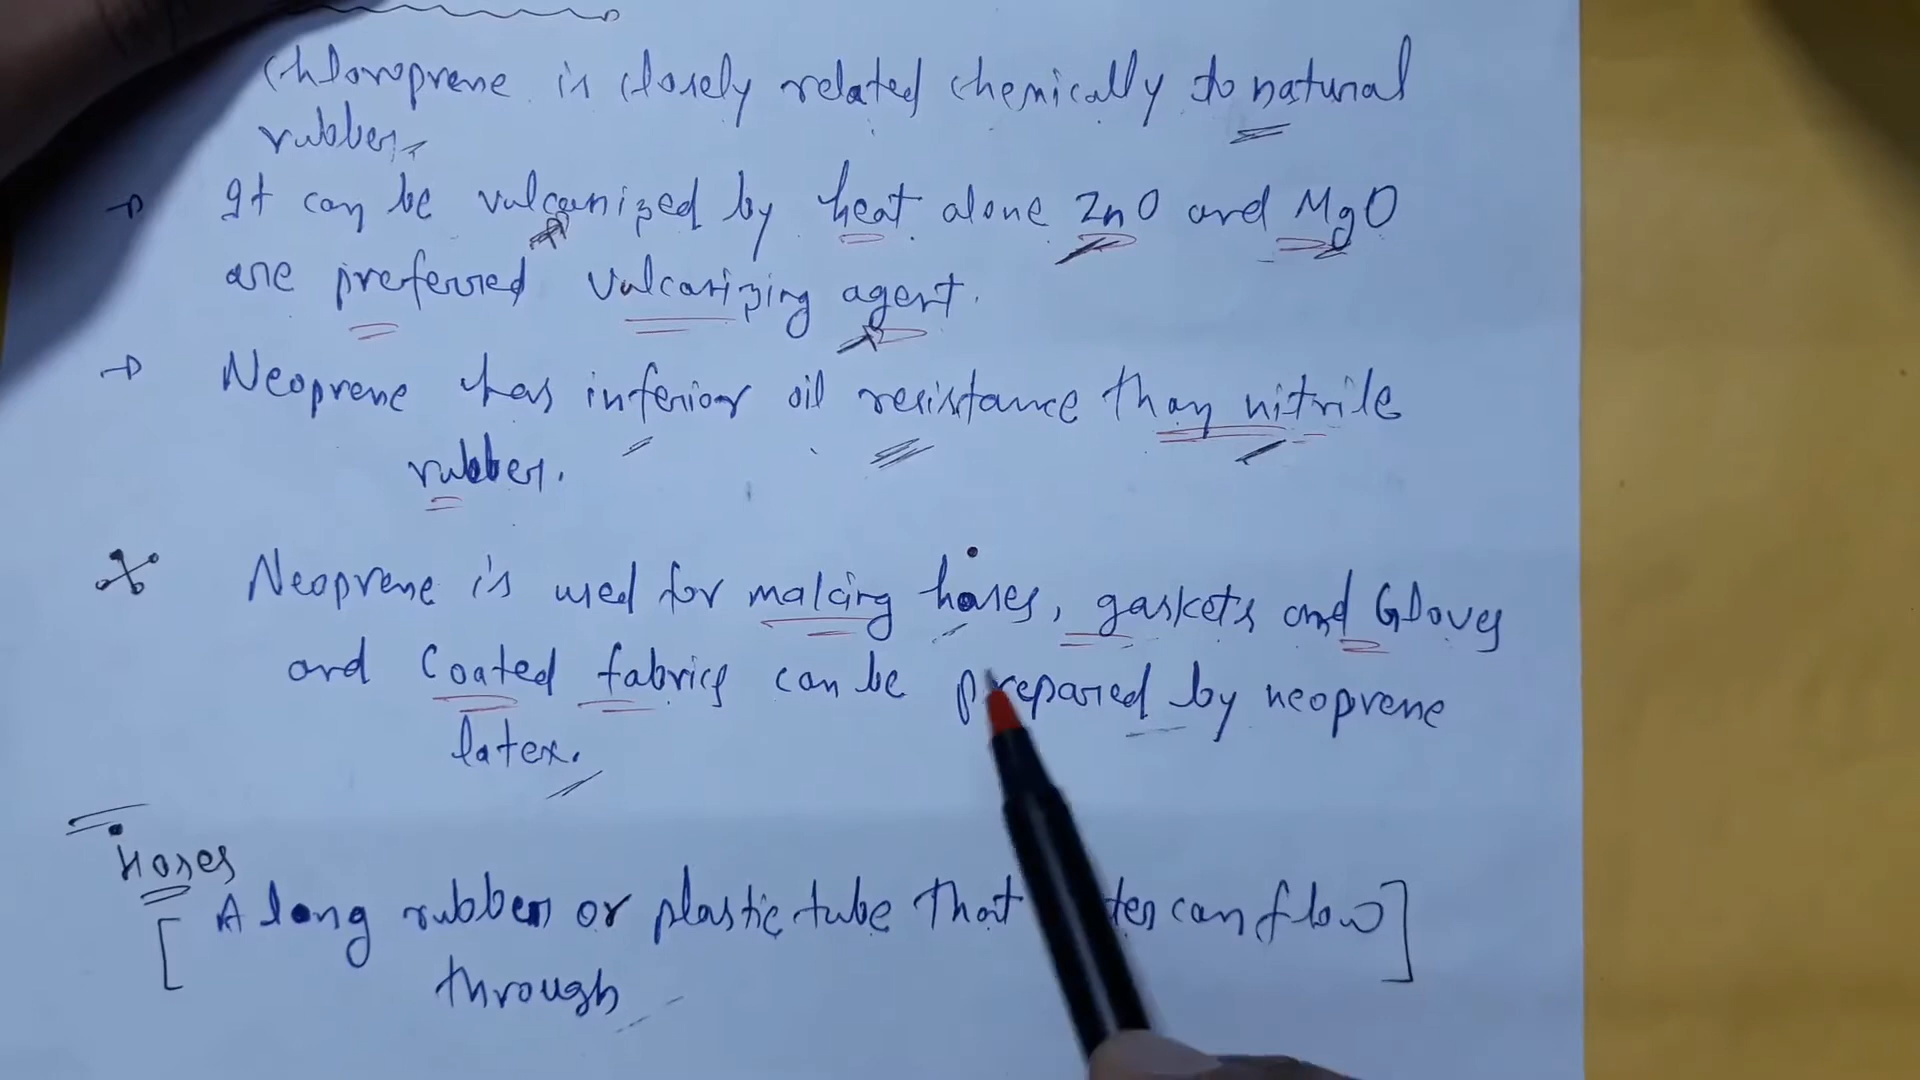 Chloroprene is closely related chemically to natural
rubber.
→ It can be vulcanized by heat alone ZnO and MgO
are preferred vulcanizing agent.
→ Neoprene has inferior oil resistance than nitrile
rubber.
Neoprene is used for making hoses, gaskets and Gloves
and coated fabrics can be prepared by neoprene
latex.
Hoses
[A long rubber or plastic tube that can flow]
through